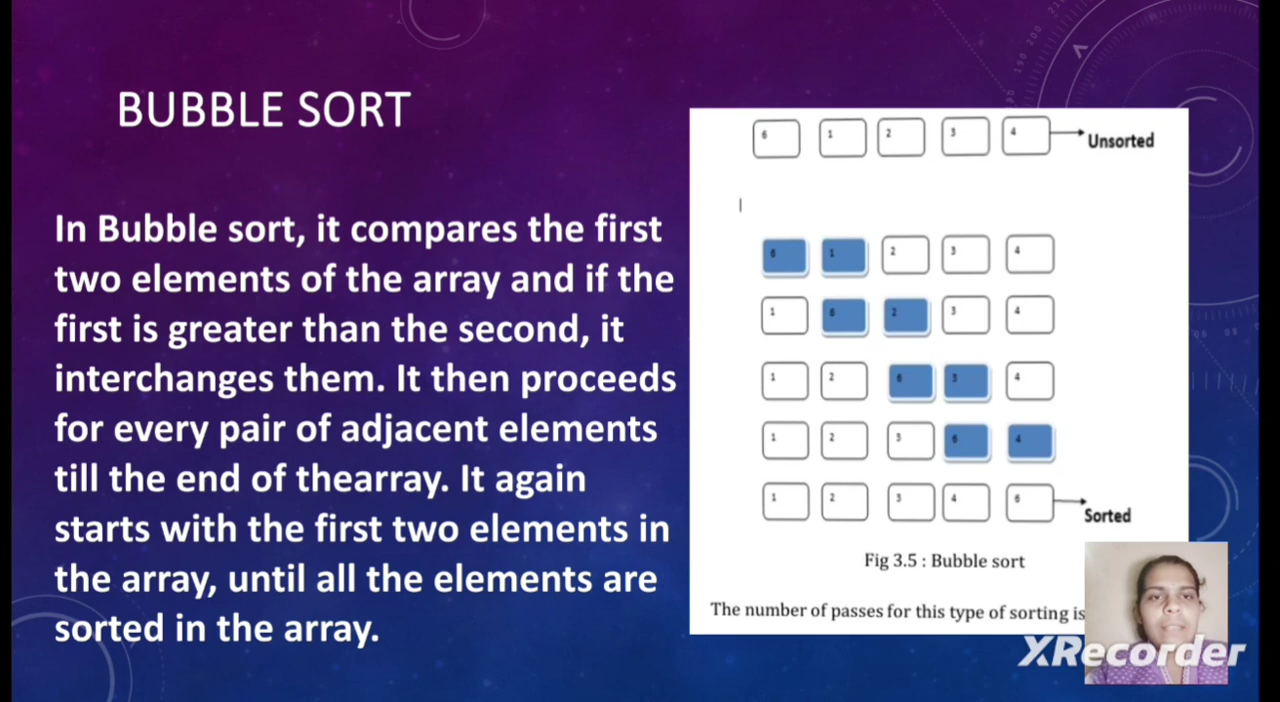 BUBBLE SORT
In Bubble sort, it compares the first
two elements of the array and if the
first is greater than the second, it
interchanges them. It then proceeds
for every pair of adjacent elements
till the end of thearray. It again
starts with the first two elements in
the array, until all the elements are
sorted in the array.
6 1 2 3 4 Unsorted
6 1 2 3 4
1 6 2 3 4
1 2 6 3 4
1 2 3 6 4
1 2 3 4 6 Sorted
Fig 3.5 : Bubble sort
The number of passes for this type of sorting is
XRecorder
190 200 21